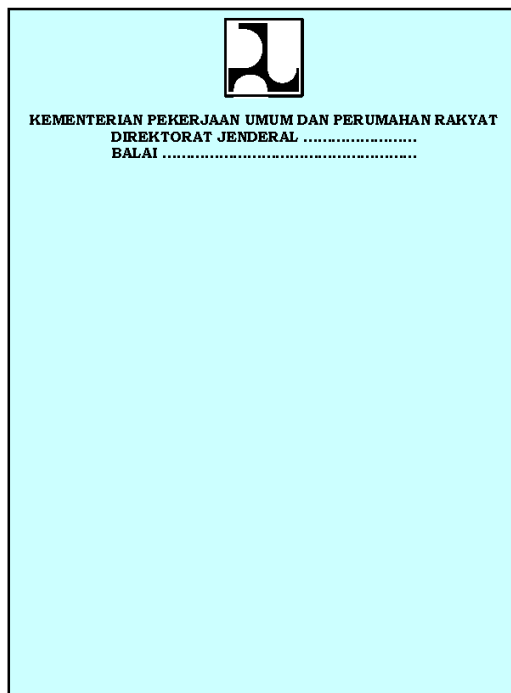 KEMENTERIAN PEKERJAAN UMUM DAN PERUMAHAN RAKYAT
DIREKTORAT JENDERAL ........................
BALAI ......................................................